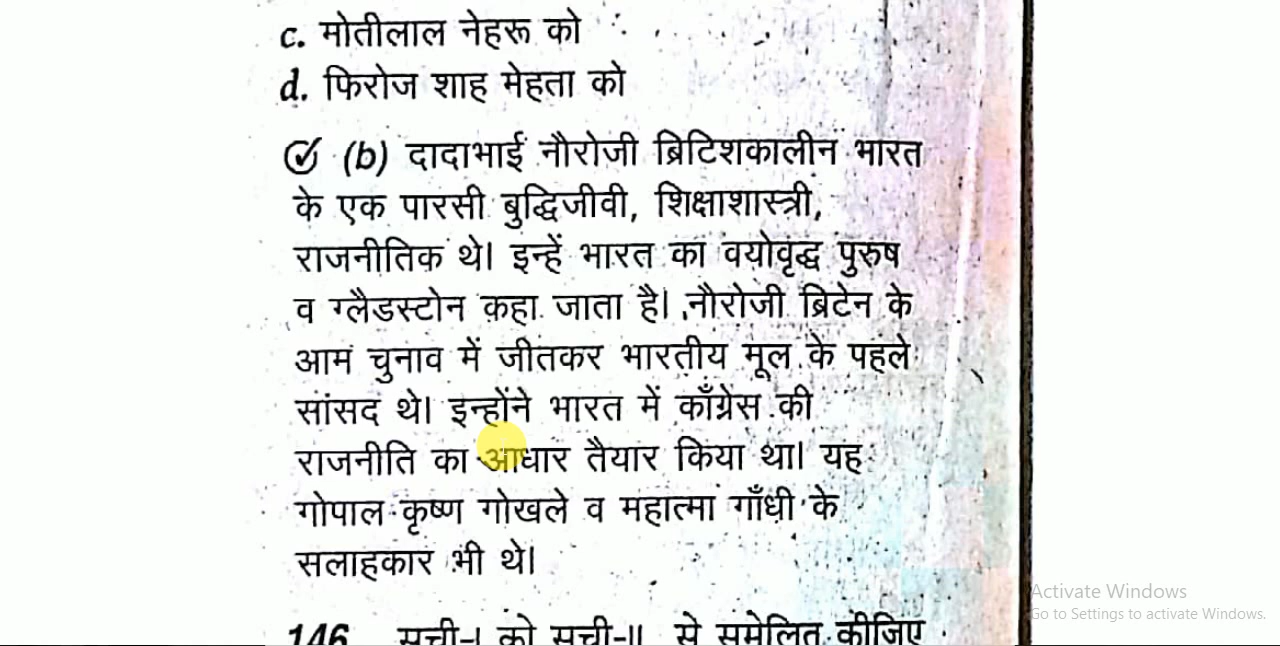 c. मोतीलाल नेहरू को
d. फिरोज शाह मेहता को
(b) दादाभाई नौरोजी ब्रिटिशकालीन भारत
के एक पारसी बुद्धिजीवी, शिक्षाशास्त्री,
राजनीतिक थे। इन्हें भारत का वयोवृद्ध पुरुष
व ग्लैडस्टोन कहा जाता है। नौरोजी ब्रिटेन के
आम चुनाव में जीतकर भारतीय मूल के पहले
सांसद थे। इन्होंने भारत में काँग्रेस की
राजनीति का आधार तैयार किया था। यह
गोपाल कृष्ण गोखले व महात्मा गाँधी के
सलाहकार भी थे।
146 सूची-I को सूची-II से सुमेलित कीजिए
Activate Windows
Go to Settings to activate Windows.